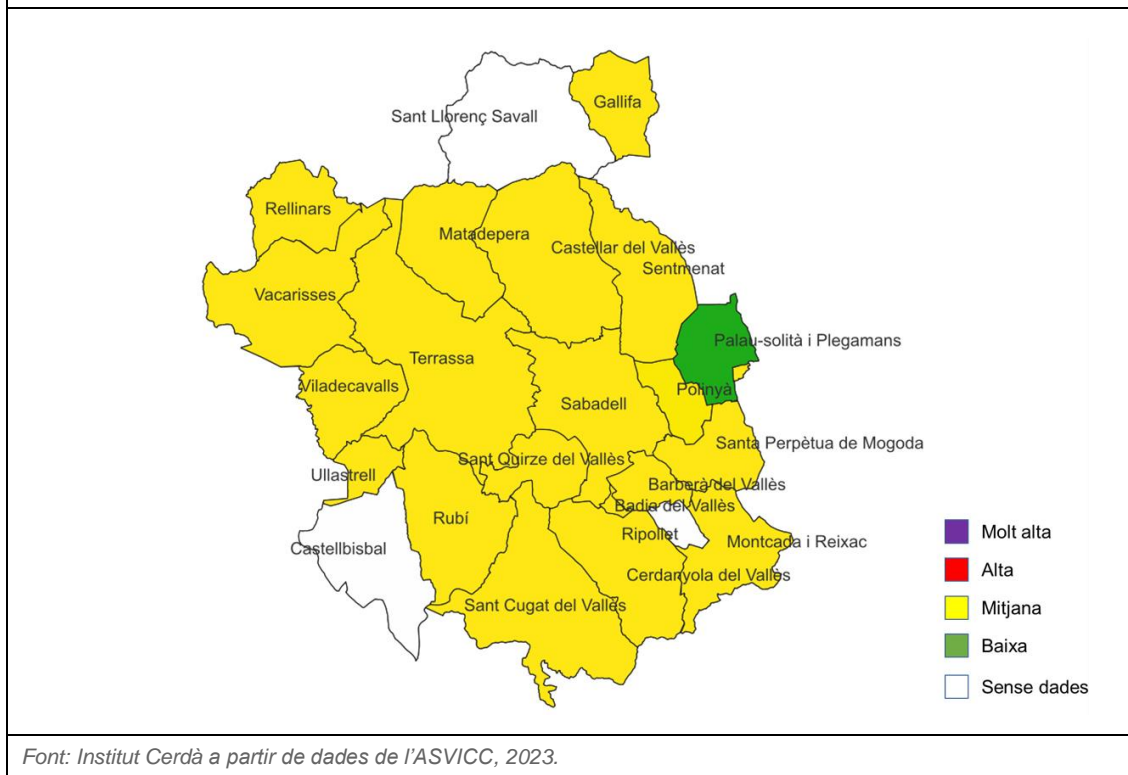 Gallifa
Sant Llorenç Savall
Rellinars
Matadepera
Castellar del Vallès
Sentmenat
Vacarisses
Palau-solità i Plegamans
Terrassa
Viladecavalls
Polinyà
Sabadell
Santa Perpètua de Mogoda
Sant Quirze del Vallès
Ullastrell
Barberà del Vallès
Badia del Vallès
Rubí
Ripollet
Montcada i Reixac
Castellbisbal
Cerdanyola del Vallès
Sant Cugat del Vallès
Molt alta
Alta
Mitjana
Baixa
Sense dades
Font: Institut Cerdà a partir de dades de l’ASVICC, 2023.